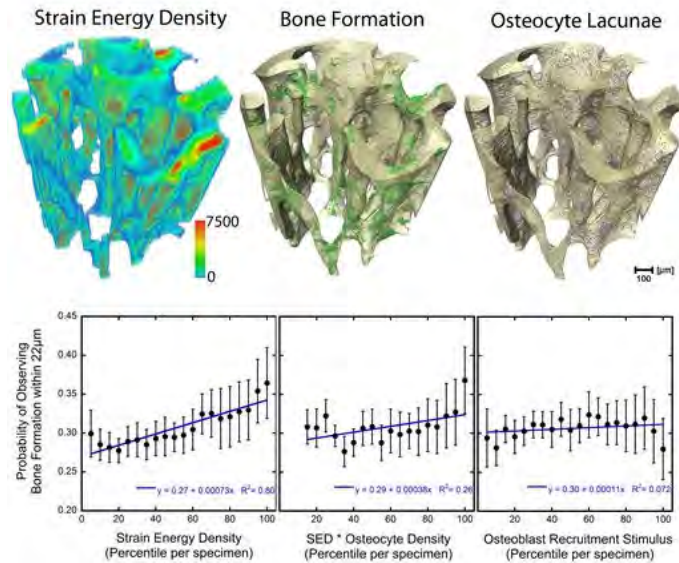 Strain Energy Density
Bone Formation
Osteocyte Lacunae
7500
0
[µm]
100
Probability of Observing
Bone Formation within 22µm
0.45
0.40
0.35
0.30
0.25
0.20
y = 0.27 + 0.00073x R²= 0.80
y = 0.29 + 0.00038x R²= 0.26
y = 0.30 + 0.00011x R²= 0.072
20 40 60 80 100
20 40 60 80 100
0 20 40 60 80 100
Strain Energy Density
(Percentile per specimen)
SED * Osteocyte Density
(Percentile per specimen)
Osteoblast Recruitment Stimulus
(Percentile per specimen)